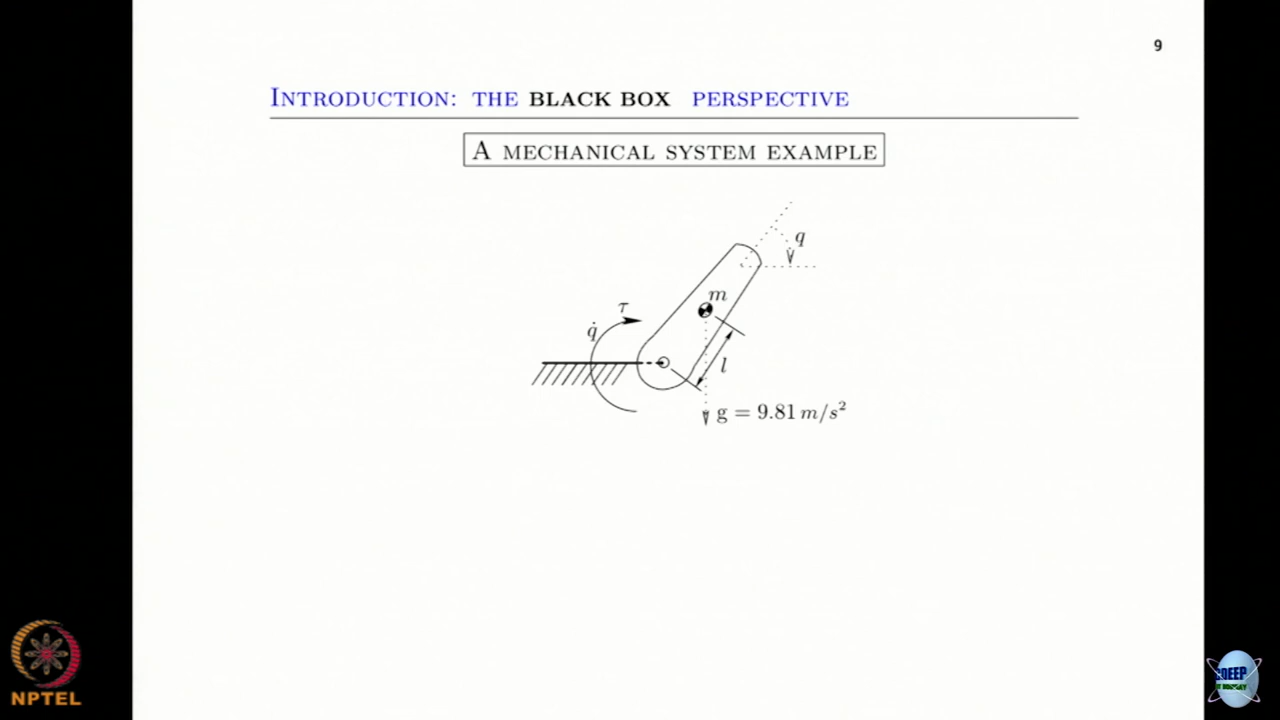 9
INTRODUCTION: THE BLACK BOX PERSPECTIVE
A MECHANICAL SYSTEM EXAMPLE
q
m
τ
q̇
l
g = 9.81 m/s²
NPTEL